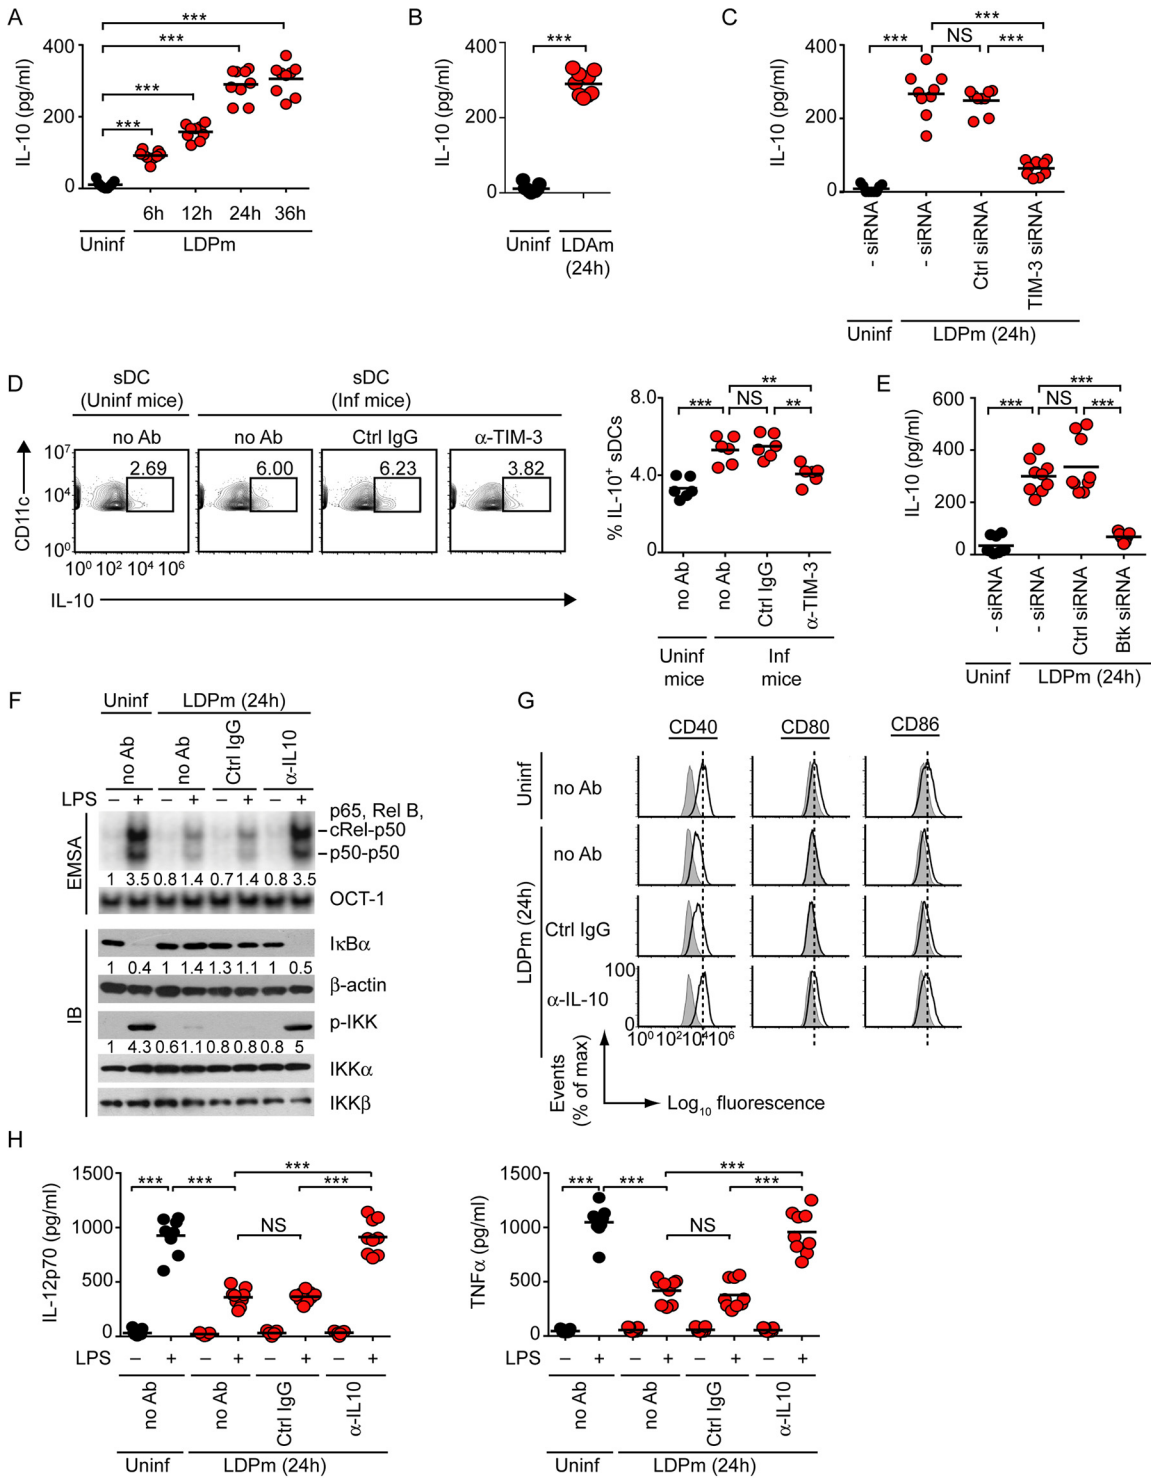 A
***
***
***
***
IL-10 (pg/ml)
400
200
0
6h 12h 24h 36h
Uninf LDPm
B
***
IL-10 (pg/ml)
400
200
0
Uninf LDAm
(24h)
C
***
*** NS ***
IL-10 (pg/ml)
400
200
0
- siRNA
- siRNA
Ctrl siRNA
TIM-3 siRNA
Uninf LDPm (24h)
D
sDC
(Uninf mice)
sDC
(Inf mice)
no Ab no Ab Ctrl IgG α-TIM-3
2.69 6.00 6.23 3.82
CD11c
10⁷
10⁴
10⁰
10⁰ 10² 10⁴ 10⁶
IL-10
% IL-10⁺ sDCs
8.0
4.0
0
**
*** NS **
no Ab
no Ab
Ctrl IgG
α-TIM-3
Uninf
mice
Inf
mice
E
***
*** NS ***
IL-10 (pg/ml)
600
400
200
0
- siRNA
- siRNA
Ctrl siRNA
Btk siRNA
Uninf LDPm (24h)
F
Uninf LDPm (24h)
no Ab
no Ab
Ctrl IgG
α-IL10
LPS – + – + – + – +
EMSA
p65, Rel B,
cRel-p50
p50-p50
1 3.5 0.8 1.4 0.7 1.4 0.8 3.5
OCT-1
IB
IκBα
1 0.4 1 1.4 1.3 1.1 1 0.5
β-actin
p-IKK
1 4.3 0.6 1.1 0.8 0.8 0.8 5
IKKα
IKKβ
G
CD40 CD80 CD86
Uninf
no Ab
LDPm (24h)
no Ab
Ctrl IgG
α-IL-10
100
0
10⁰ 10² 10⁴ 10⁶
Events
(% of max)
Log₁₀ fluorescence
H
IL-12p70 (pg/ml)
1500
1000
500
0
***
*** *** ***
NS
LPS – + – + – + – +
no Ab
no Ab
Ctrl IgG
α-IL10
Uninf LDPm (24h)
TNFα (pg/ml)
1500
1000
500
0
***
*** *** ***
NS
LPS – + – + – + – +
no Ab
no Ab
Ctrl IgG
α-IL10
Uninf LDPm (24h)